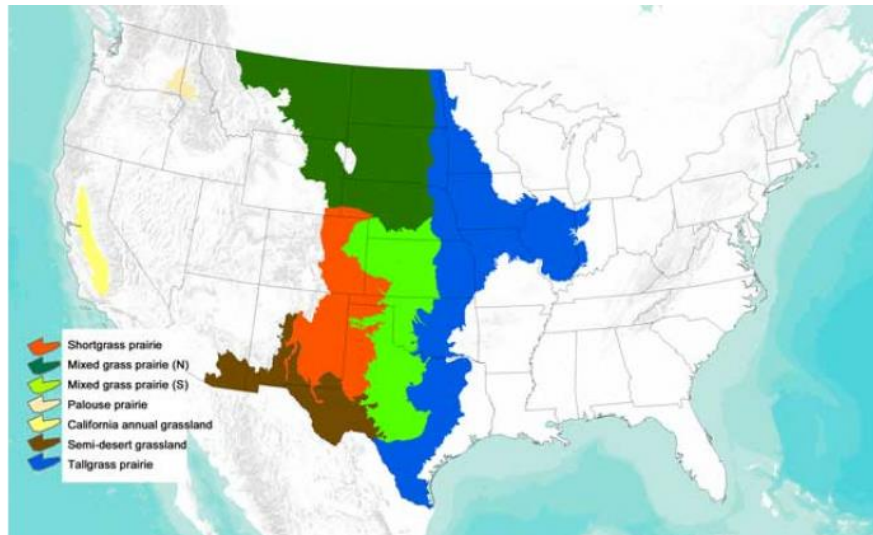 Shortgrass prairie
Mixed grass prairie (N)
Mixed grass prairie (S)
Palouse prairie
California annual grassland
Semi-desert grassland
Tallgrass prairie